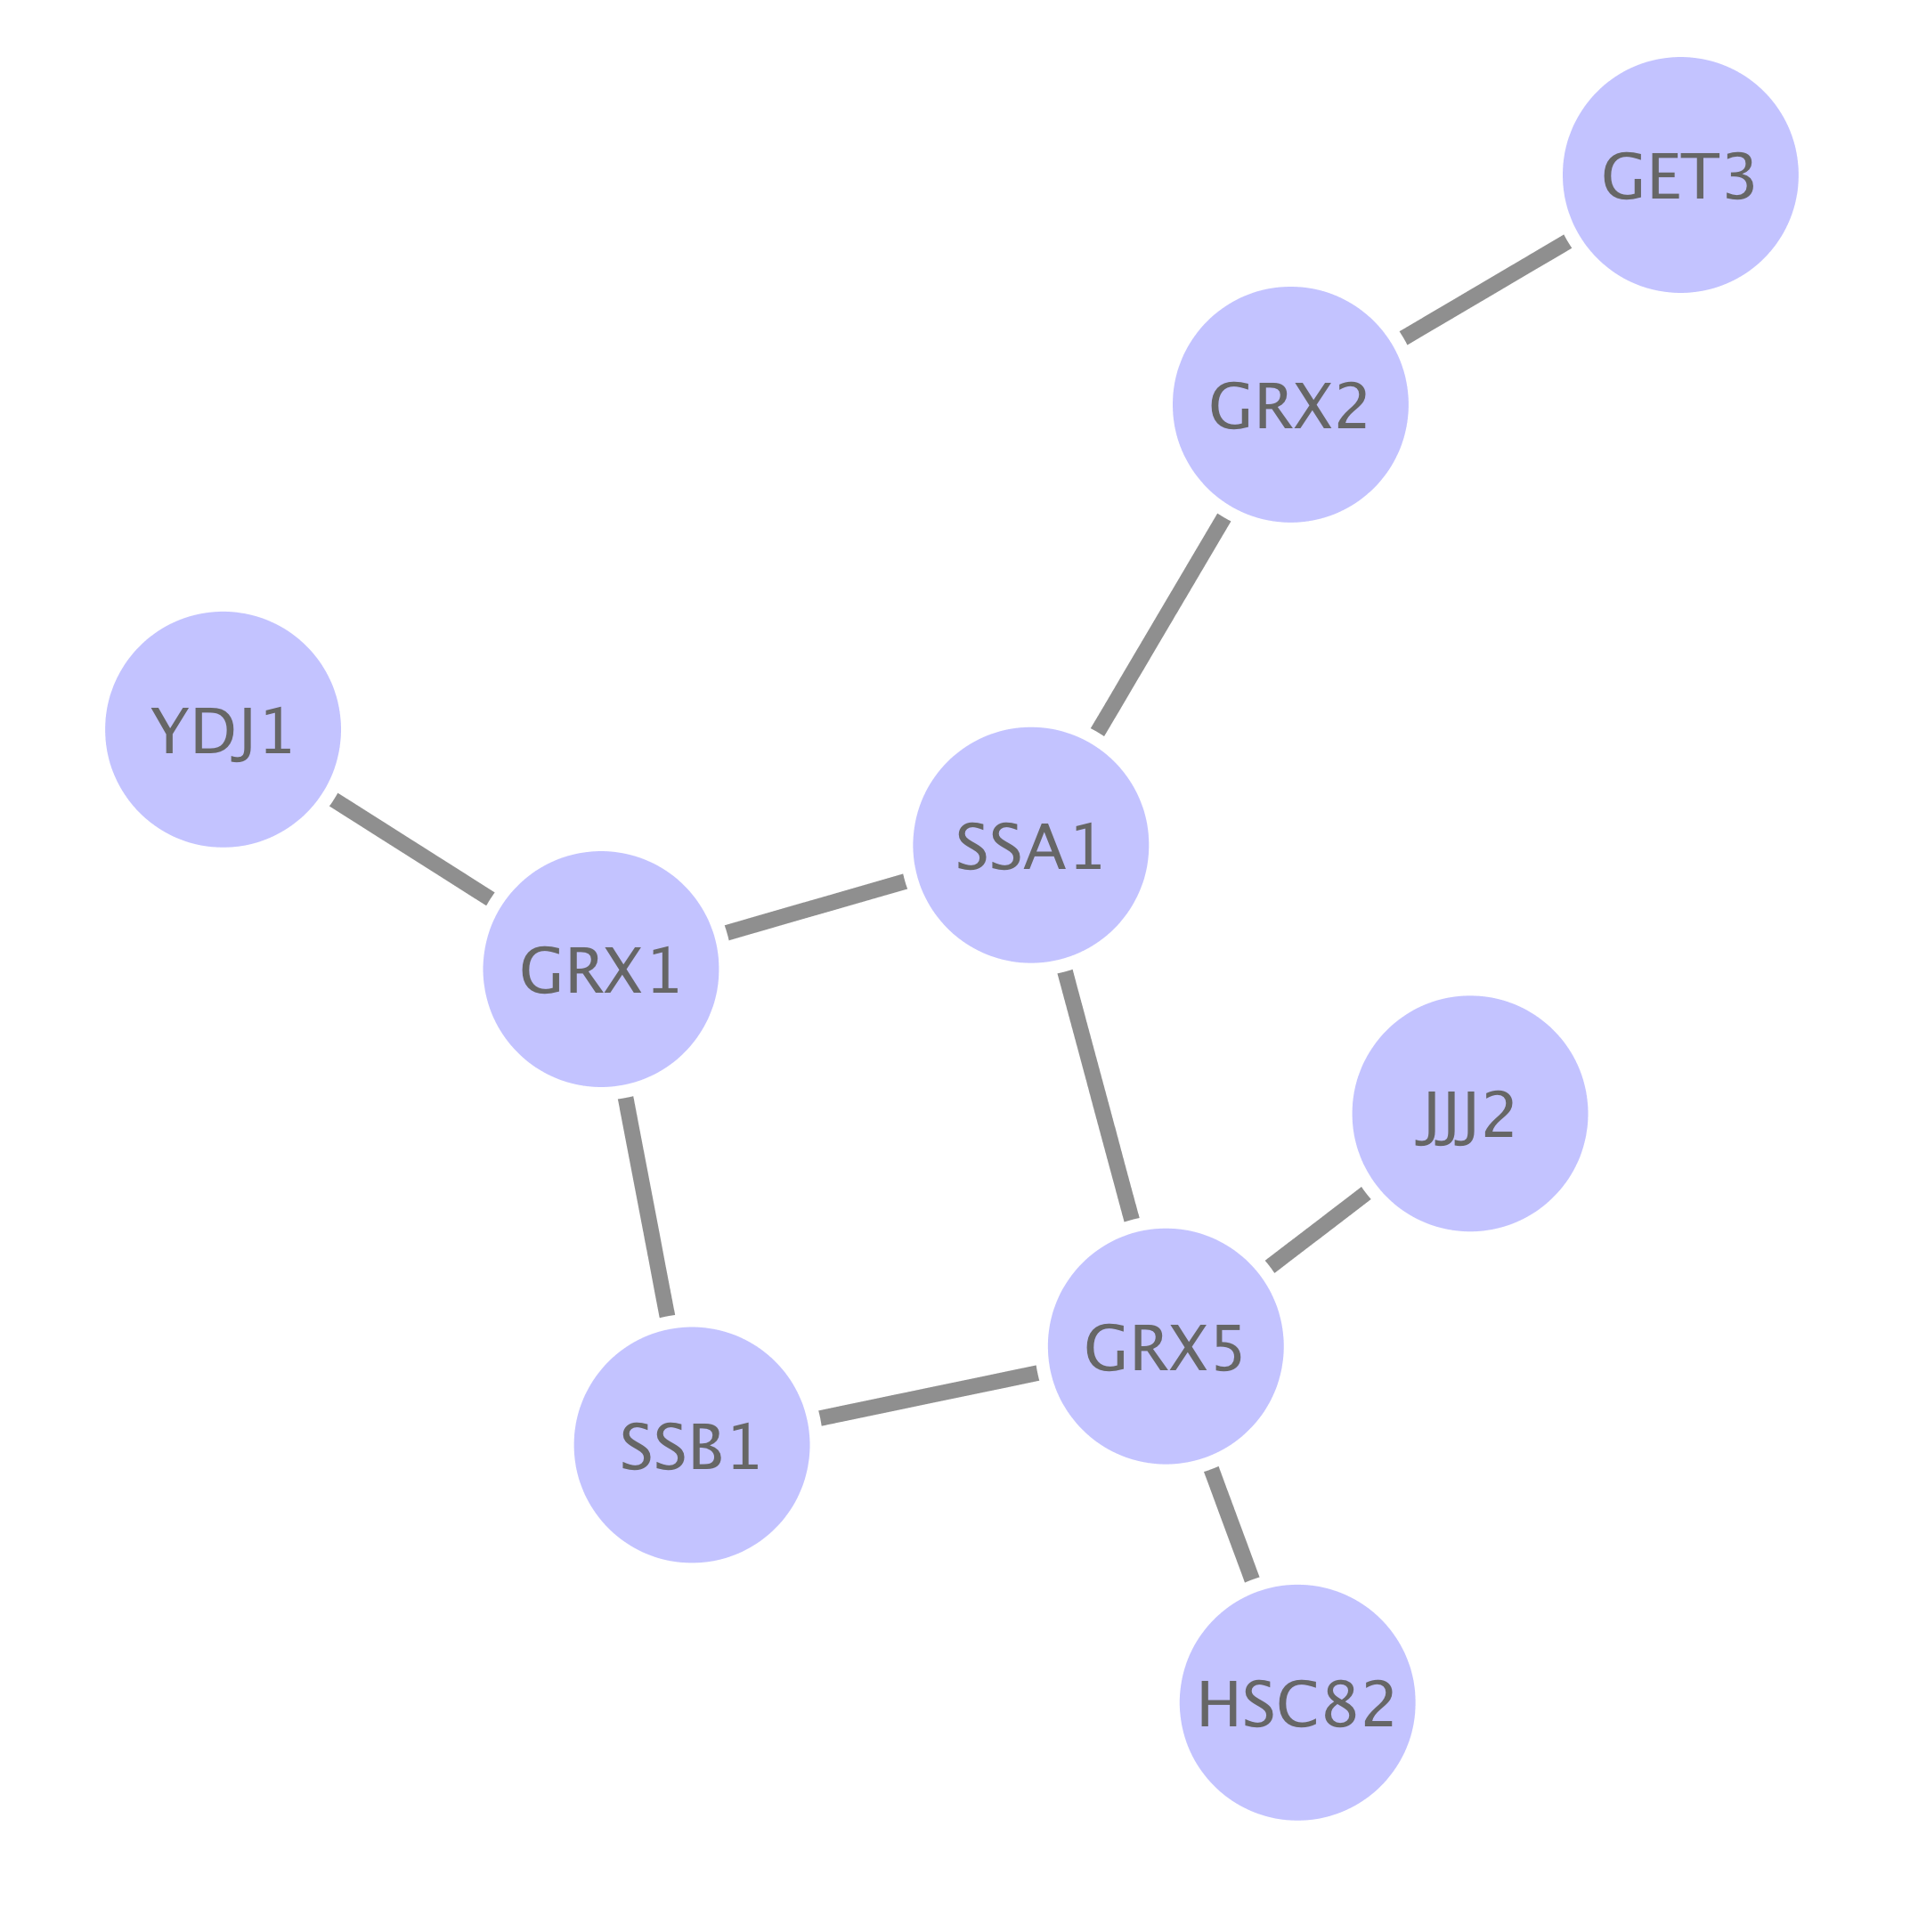 GET3
GRX2
YDJ1
SSA1
GRX1
JJJ2
GRX5
SSB1
HSC82